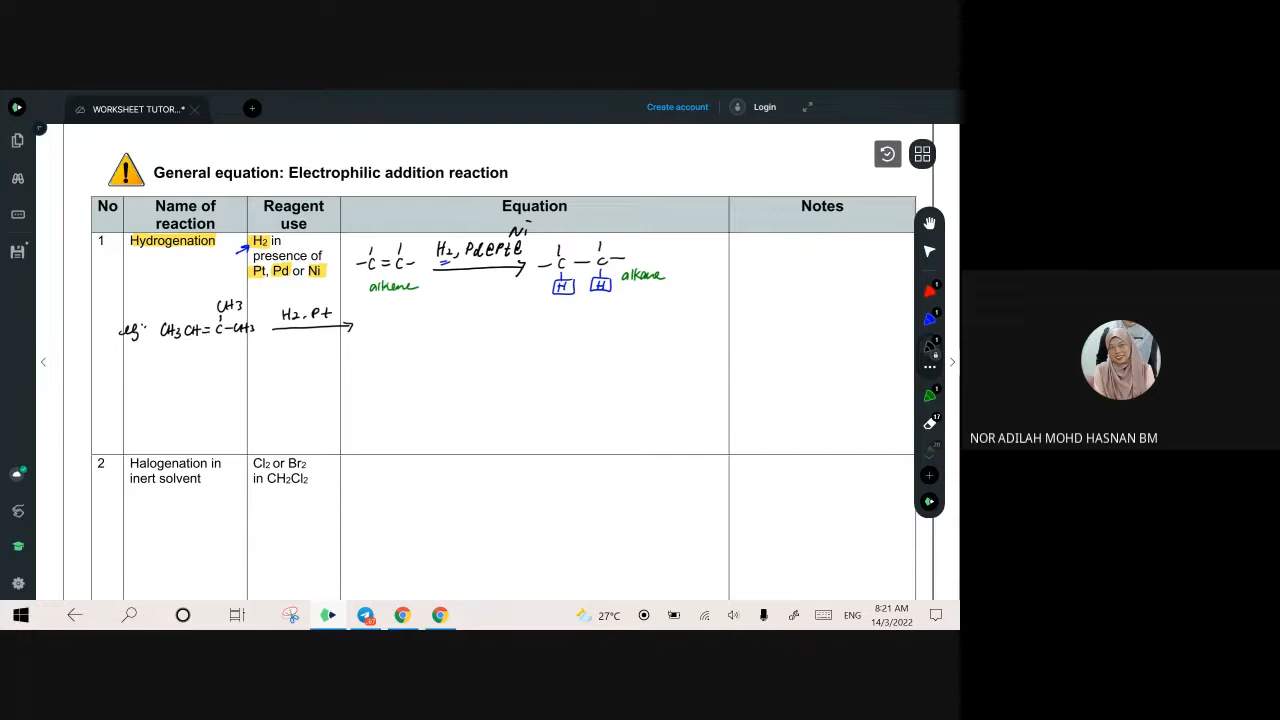 WORKSHEET TUTOR...*
Create account
Login
General equation: Electrophilic addition reaction
No
Name of reaction
Reagent use
Equation
Notes
1
Hydrogenation
H2 in
presence of
Pt, Pd or Ni
Ni
H2, Pd @ Pt @
-C=C-
alkene
-C-C-
H H
alkane
CH3
eg: CH3CH=C-CH3
H2, Pt
2
Halogenation in
inert solvent
Cl2 or Br2
in CH2Cl2
NOR ADILAH MOHD HASNAN BM
27°C
ENG
8:21 AM
14/3/2022